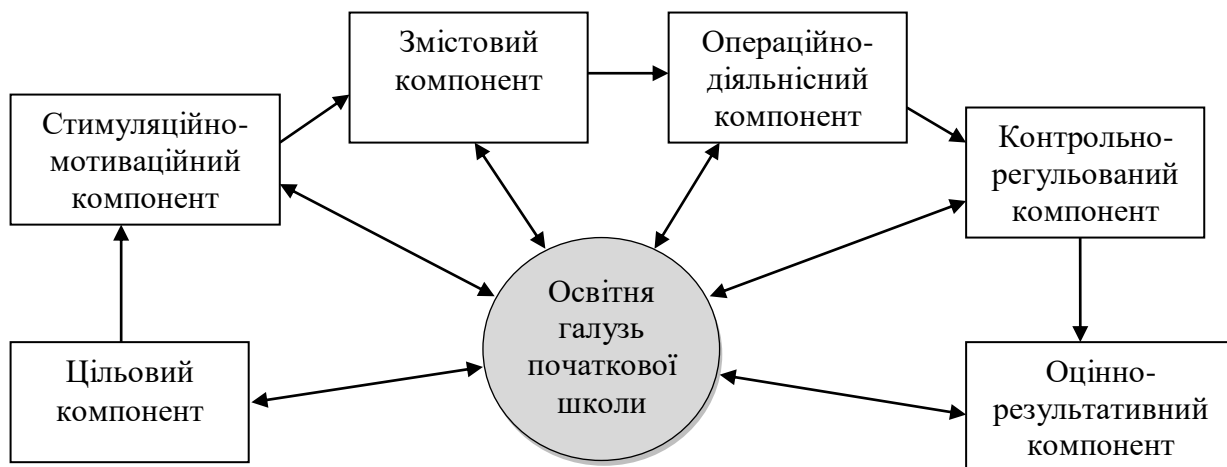 Змістовий
компонент
Операційно-
діяльнісний
компонент
Стимуляційно-
мотиваційний
компонент
Контрольно-
регульований
компонент
Освітня
галузь
початкової
школи
Цільовий
компонент
Оцінно-
результативний
компонент